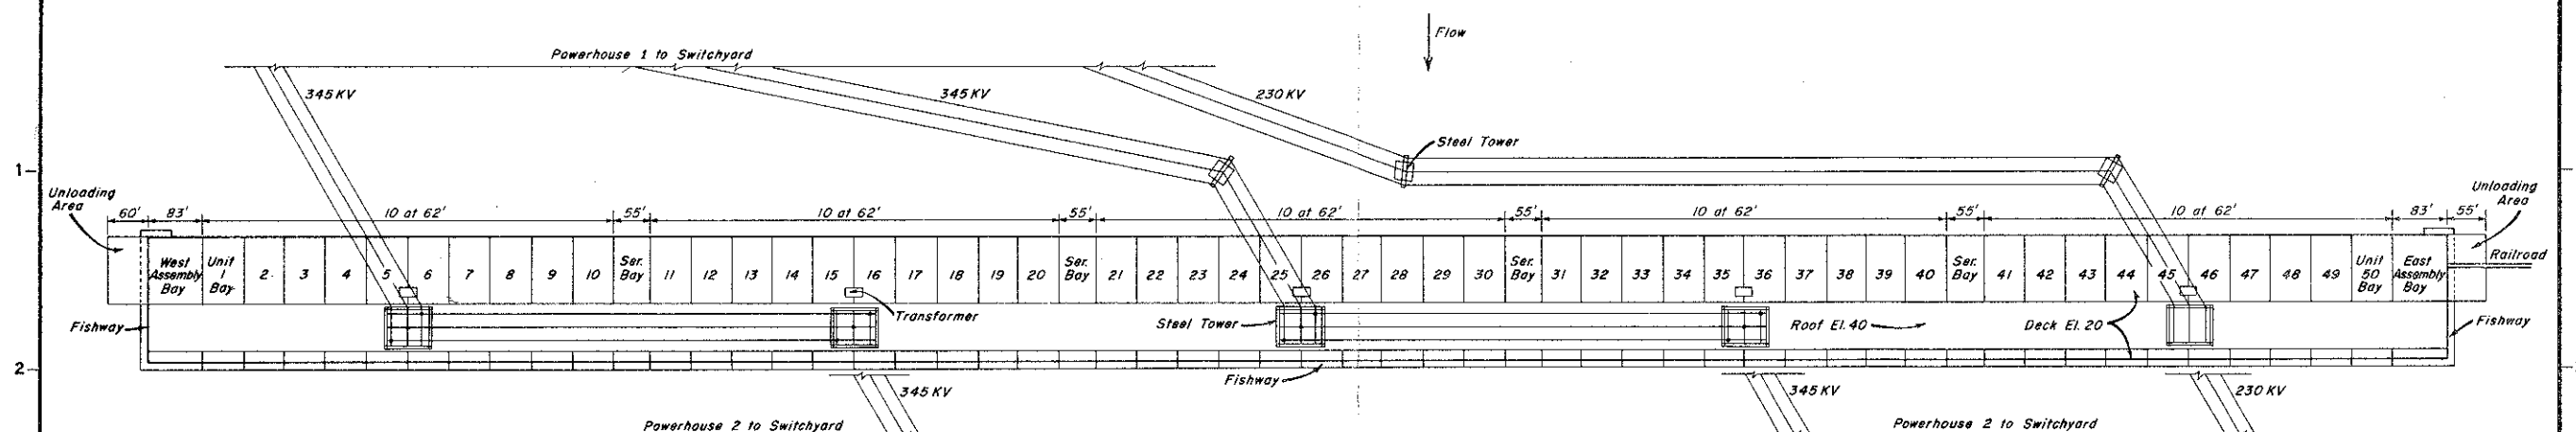 Powerhouse 1 to Switchyard
Flow
345 KV
345 KV
230 KV
Steel Tower
1
Unloading
Area
Unloading
Area
60' 83' 10 at 62' 55' 10 at 62' 55' 10 at 62' 55' 10 at 62' 55' 10 at 62' 83' 55'
West
Assembly
Bay
Unit
1
Bay
2 3 4 5 6 7 8 9 10
Ser.
Bay
11 12 13 14 15 16 17 18 19 20
Ser.
Bay
21 22 23 24 25 26 27 28 29 30
Ser.
Bay
31 32 33 34 35 36 37 38 39 40
Ser.
Bay
41 42 43 44 45 46 47 48 49
Unit
50
Bay
East
Assembly
Bay
Railroad
Fishway
Transformer
Steel Tower
Roof El. 40
Deck El. 20
Fishway
2
Fishway
345 KV
345 KV
230 KV
Powerhouse 2 to Switchyard
Powerhouse 2 to Switchyard